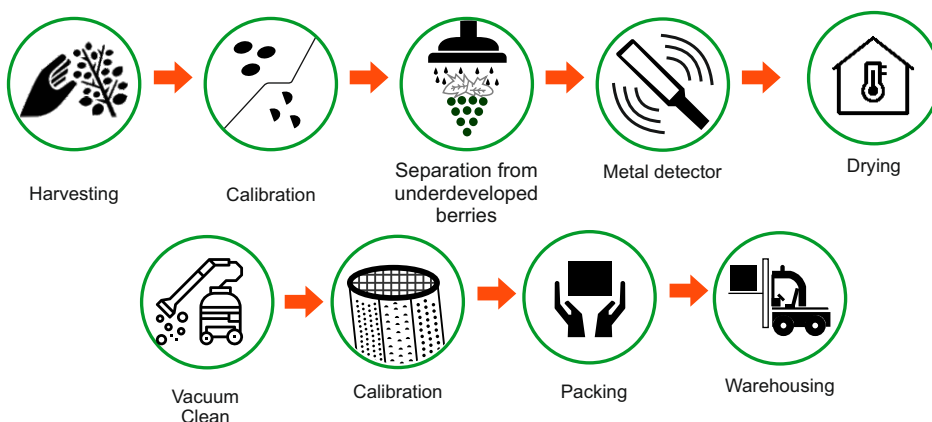 Harvesting
Calibration
Separation from
underdeveloped
berries
Metal detector
Drying
Vacuum
Clean
Calibration
Packing
Warehousing